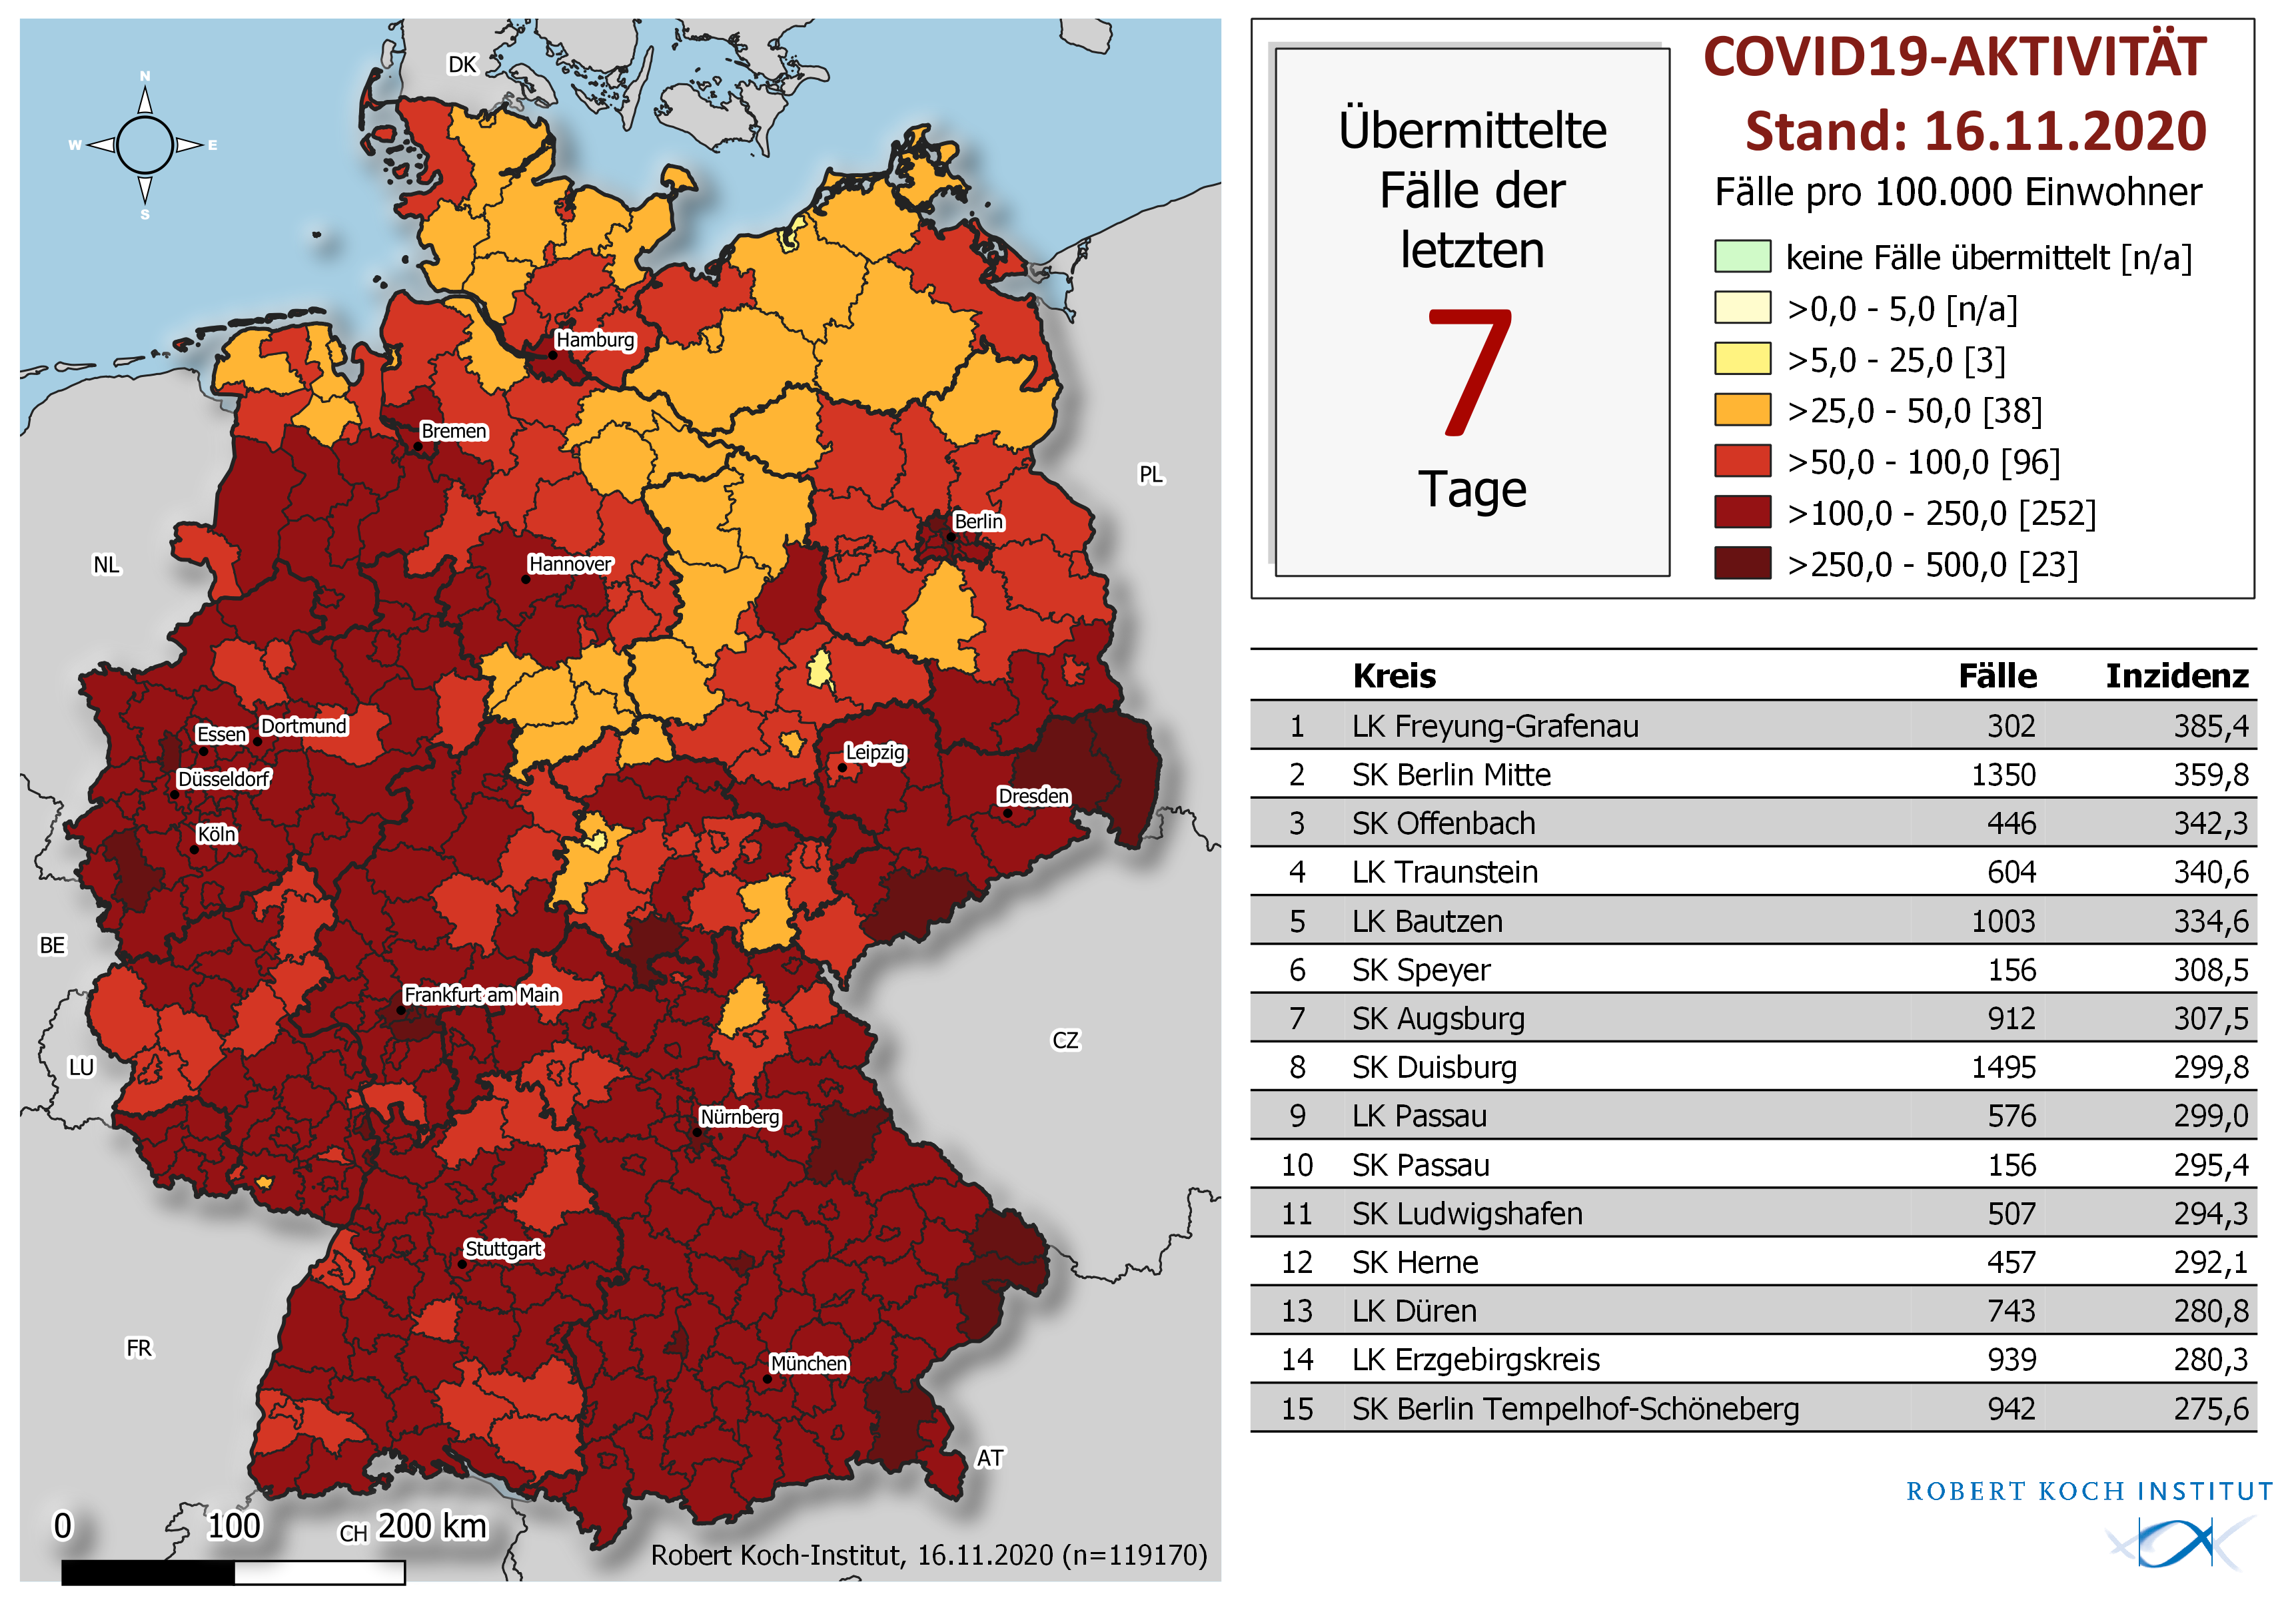 N
W E
S
DK
Hamburg
Bremen
PL
Berlin
NL
Hannover
Essen
Dortmund
Düsseldorf
Leipzig
Dresden
Köln
BE
Frankfurt am Main
CZ
LU
Nürnberg
Stuttgart
FR
München
AT
0 100 200 km
CH
Robert Koch-Institut, 16.11.2020 (n=119170)
Übermittelte
Fälle der
letzten
7
Tage
COVID19-AKTIVITÄT
Stand: 16.11.2020
Fälle pro 100.000 Einwohner
keine Fälle übermittelt [n/a]
>0,0 - 5,0 [n/a]
>5,0 - 25,0 [3]
>25,0 - 50,0 [38]
>50,0 - 100,0 [96]
>100,0 - 250,0 [252]
>250,0 - 500,0 [23]
Kreis Fälle Inzidenz
1 LK Freyung-Grafenau 302 385,4
2 SK Berlin Mitte 1350 359,8
3 SK Offenbach 446 342,3
4 LK Traunstein 604 340,6
5 LK Bautzen 1003 334,6
6 SK Speyer 156 308,5
7 SK Augsburg 912 307,5
8 SK Duisburg 1495 299,8
9 LK Passau 576 299,0
10 SK Passau 156 295,4
11 SK Ludwigshafen 507 294,3
12 SK Herne 457 292,1
13 LK Düren 743 280,8
14 LK Erzgebirgskreis 939 280,3
15 SK Berlin Tempelhof-Schöneberg 942 275,6
ROBERT KOCH INSTITUT